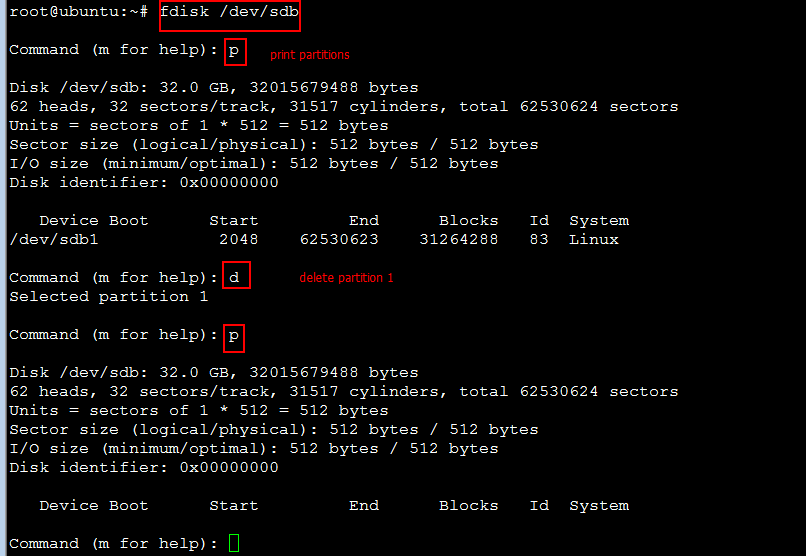 root@ubuntu:~# fdisk /dev/sdb
Command (m for help): p print partitions
Disk /dev/sdb: 32.0 GB, 32015679488 bytes
62 heads, 32 sectors/track, 31517 cylinders, total 62530624 sectors
Units = sectors of 1 * 512 = 512 bytes
Sector size (logical/physical): 512 bytes / 512 bytes
I/O size (minimum/optimal): 512 bytes / 512 bytes
Disk identifier: 0x00000000
Device Boot Start End Blocks Id System
/dev/sdb1 2048 62530623 31264288 83 Linux
Command (m for help): d delete partition 1
Selected partition 1
Command (m for help): p
Disk /dev/sdb: 32.0 GB, 32015679488 bytes
62 heads, 32 sectors/track, 31517 cylinders, total 62530624 sectors
Units = sectors of 1 * 512 = 512 bytes
Sector size (logical/physical): 512 bytes / 512 bytes
I/O size (minimum/optimal): 512 bytes / 512 bytes
Disk identifier: 0x00000000
Device Boot Start End Blocks Id System
Command (m for help):